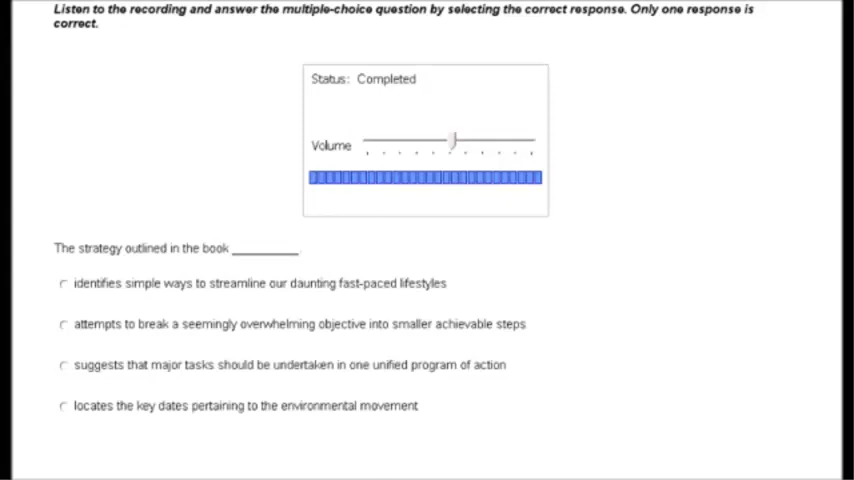 Listen to the recording and answer the multiple-choice question by selecting the correct response. Only one response is
correct.
Status: Completed
Volume
The strategy outlined in the book __________.
identifies simple ways to streamline our daunting fast-paced lifestyles
attempts to break a seemingly overwhelming objective into smaller achievable steps
suggests that major tasks should be undertaken in one unified program of action
locates the key dates pertaining to the environmental movement